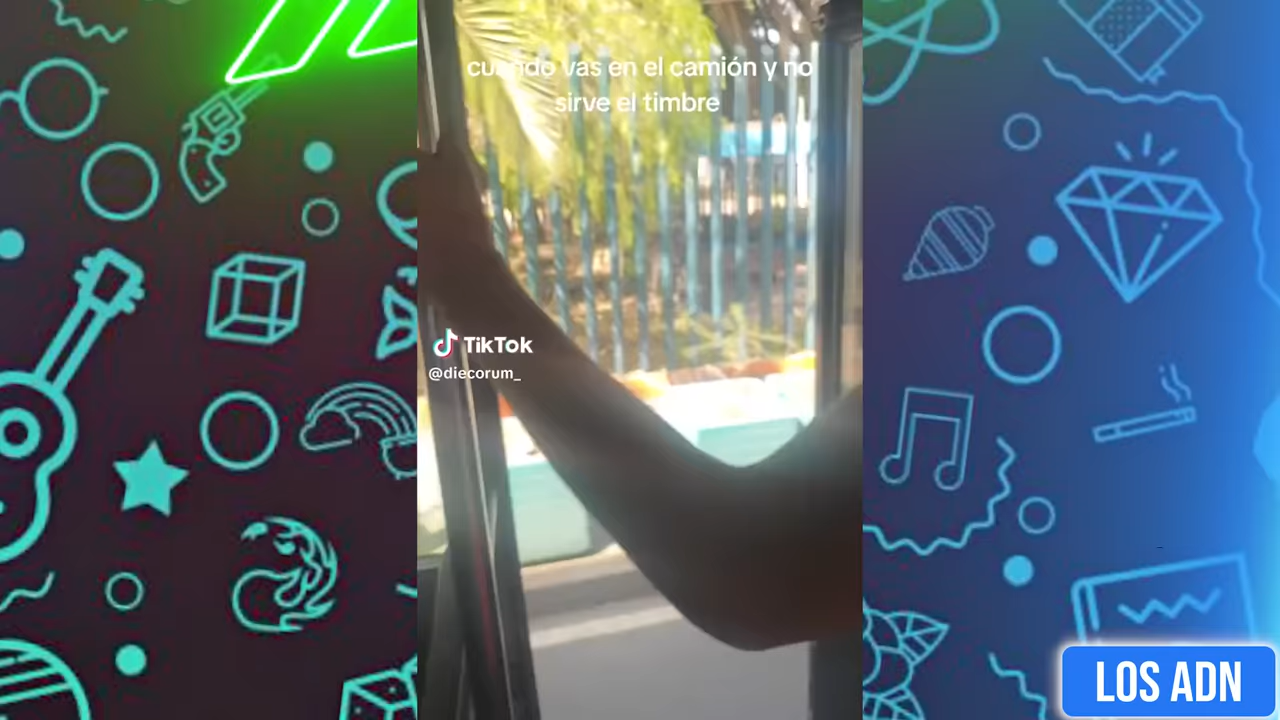 cuando vas en el camión y no
sirve el timbre
TikTok
@diecorum_
LOS ADN